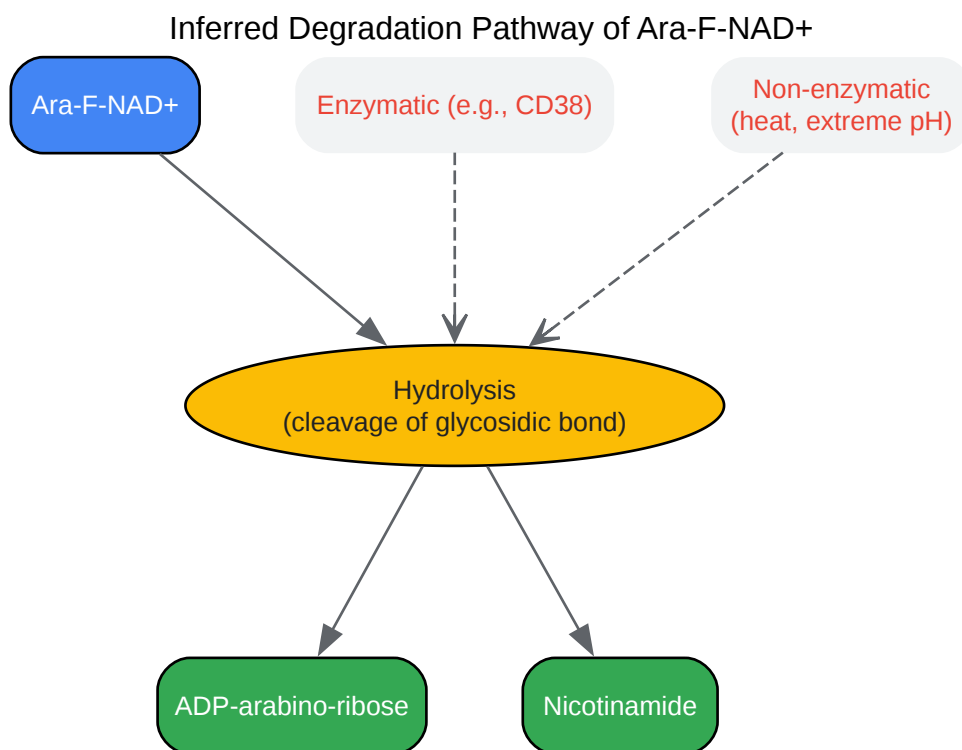 Inferred Degradation Pathway of Ara-F-NAD+
Ara-F-NAD+
Enzymatic (e.g., CD38)
Non-enzymatic
(heat, extreme pH)
Hydrolysis
(cleavage of glycosidic bond)
ADP-arabino-ribose
Nicotinamide